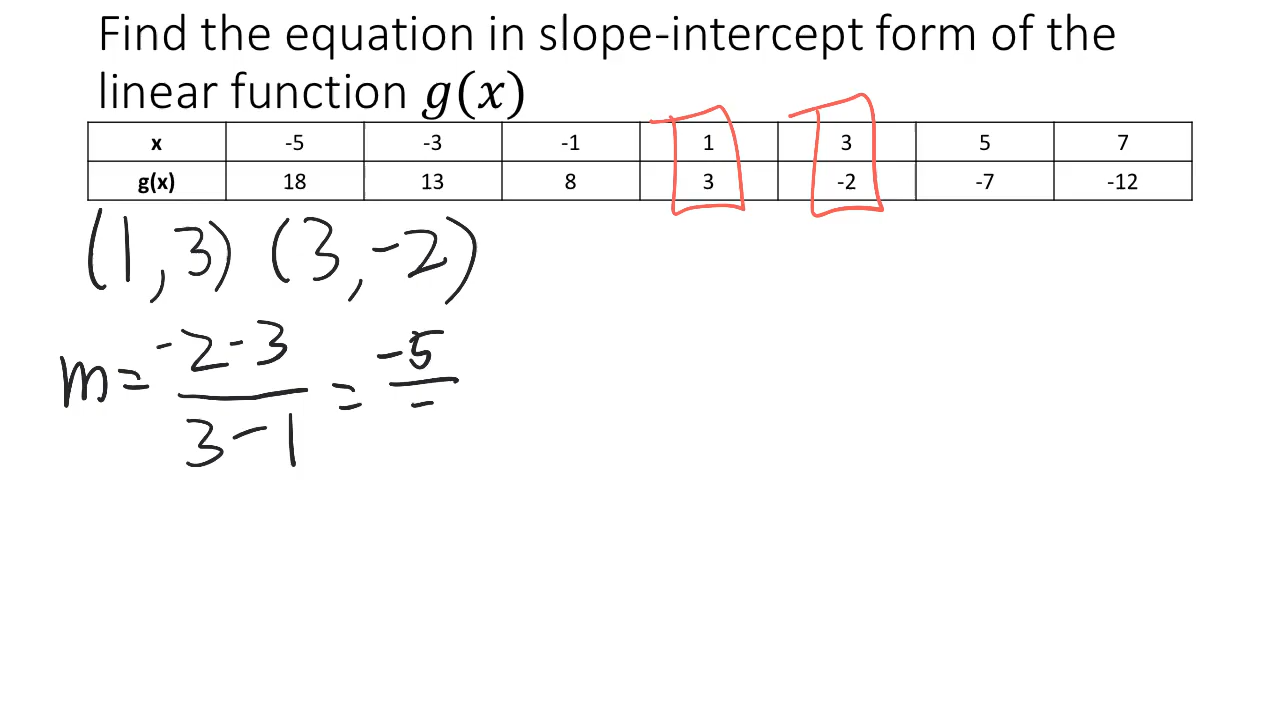 Find the equation in slope-intercept form of the
linear function g(x)
x -5 -3 -1 1 3 5 7
g(x) 18 13 8 3 -2 -7 -12
(1,3) (3,-2)
m = -2-3 / 3-1 = -5 /